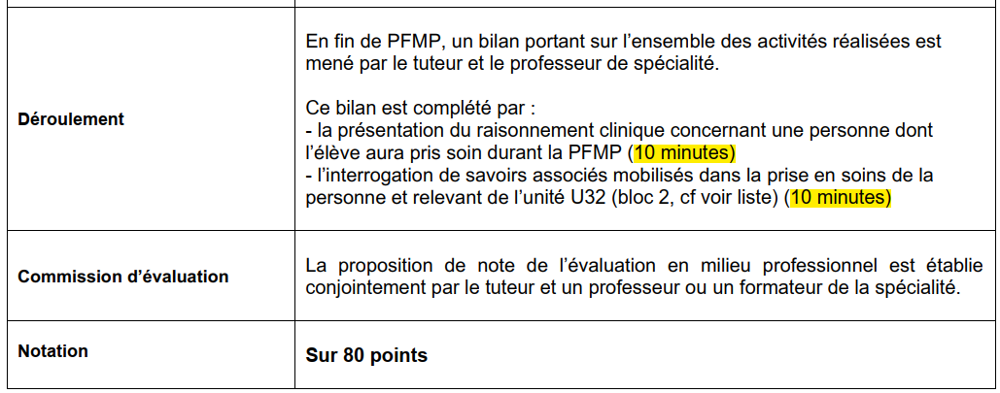 Déroulement
En fin de PFMP, un bilan portant sur l’ensemble des activités réalisées est
mené par le tuteur et le professeur de spécialité.
Ce bilan est complété par :
- la présentation du raisonnement clinique concernant une personne dont
l’élève aura pris soin durant la PFMP (10 minutes)
- l’interrogation de savoirs associés mobilisés dans la prise en soins de la
personne et relevant de l’unité U32 (bloc 2, cf voir liste) (10 minutes)
Commission d’évaluation
La proposition de note de l’évaluation en milieu professionnel est établie
conjointement par le tuteur et un professeur ou un formateur de la spécialité.
Notation
Sur 80 points